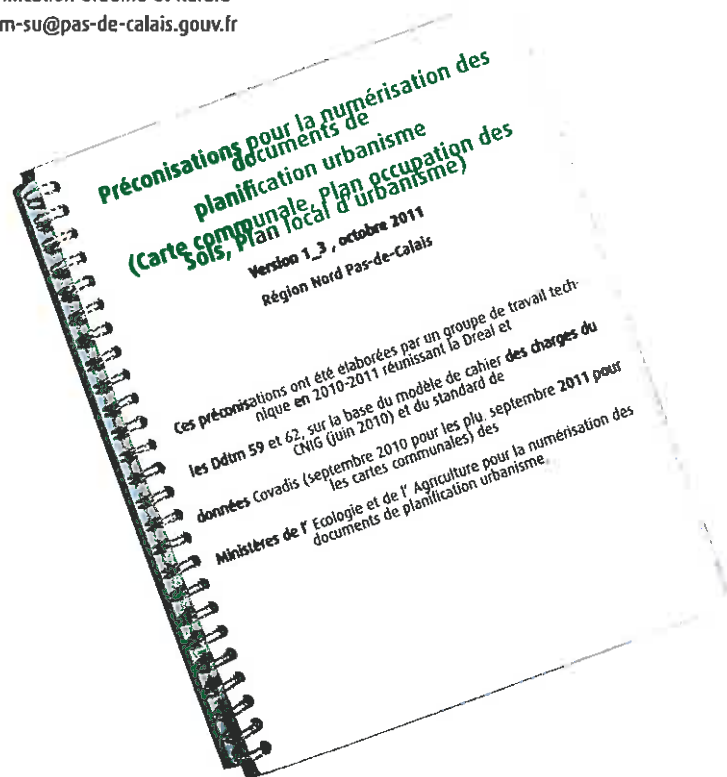 m-su@pas-de-calais.gouv.fr
Préconisations pour la numérisation des
documents de
planification urbanisme
(Carte communale, Plan occupation des
Sols, Plan local d'urbanisme)
Version 1_3 , octobre 2011
Région Nord Pas-de-Calais
Ces préconisations ont été élaborées par un groupe de travail tech-
nique en 2010-2011 réunissant la Dreal et
les Ddtm 59 et 62, sur la base du modèle de cahier des charges du
CNIG (juin 2010) et du standard de
données Covadis (septembre 2010 pour les plu, septembre 2011 pour
les cartes communales) des
Ministères de l' Ecologie et de l' Agriculture pour la numérisation des
documents de planification urbanisme.